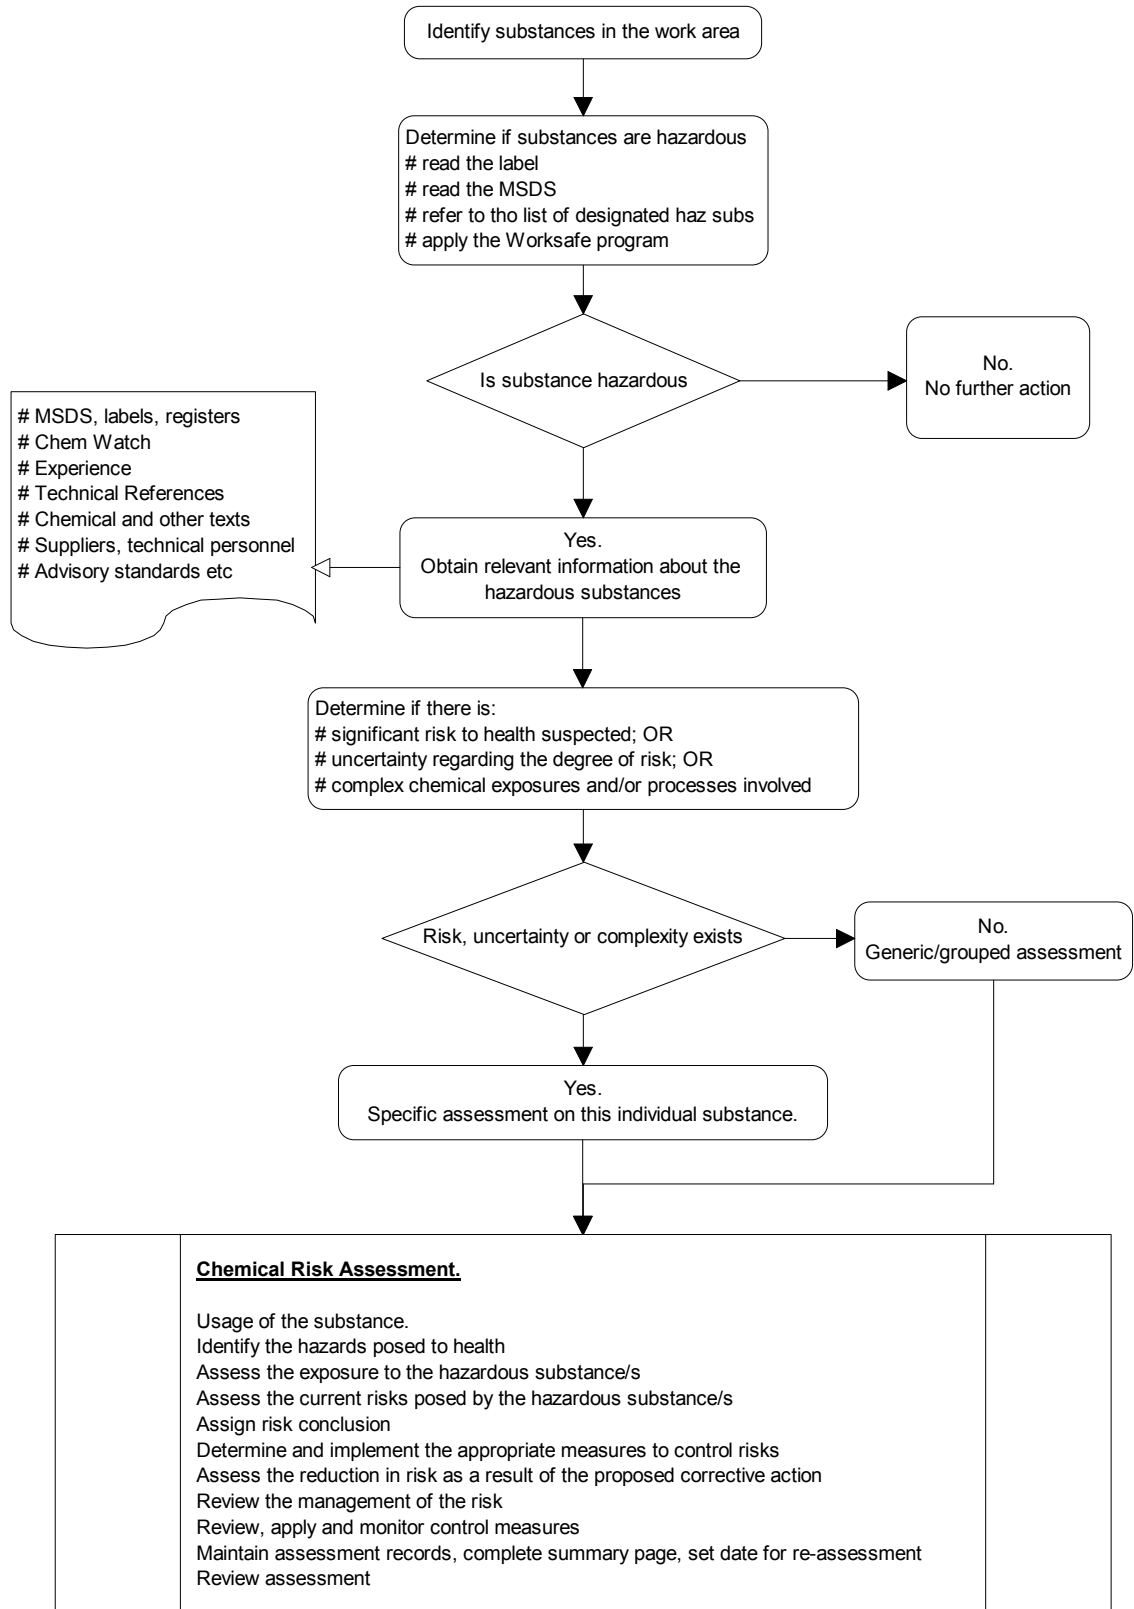 Identify substances in the work area
Determine if substances are hazardous
# read the label
# read the MSDS
# refer to tho list of designated haz subs
# apply the Worksafe program
Is substance hazardous
No.
No further action
# MSDS, labels, registers
# Chem Watch
# Experience
# Technical References
# Chemical and other texts
# Suppliers, technical personnel
# Advisory standards etc
Yes.
Obtain relevant information about the
hazardous substances
Determine if there is:
# significant risk to health suspected; OR
# uncertainty regarding the degree of risk; OR
# complex chemical exposures and/or processes involved
Risk, uncertainty or complexity exists
No.
Generic/grouped assessment
Yes.
Specific assessment on this individual substance.
Chemical Risk Assessment.
Usage of the substance.
Identify the hazards posed to health
Assess the exposure to the hazardous substance/s
Assess the current risks posed by the hazardous substance/s
Assign risk conclusion
Determine and implement the appropriate measures to control risks
Assess the reduction in risk as a result of the proposed corrective action
Review the management of the risk
Review, apply and monitor control measures
Maintain assessment records, complete summary page, set date for re-assessment
Review assessment